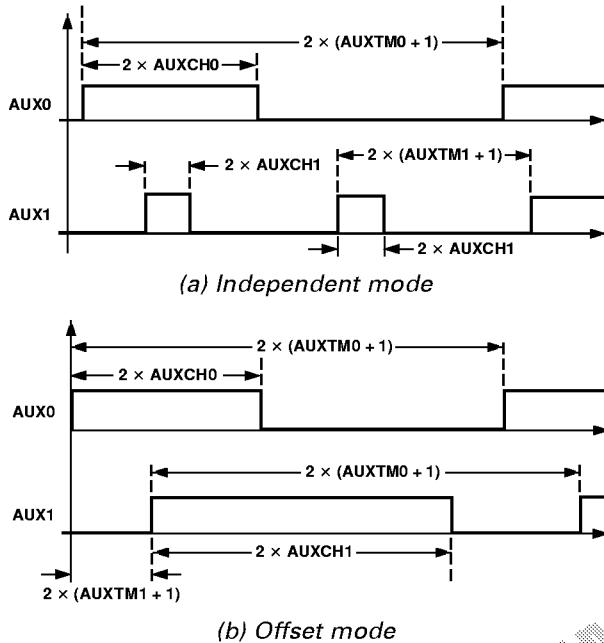 2 × (AUXTM0 + 1)
2 × AUXCH0
AUX0
2 × AUXCH1
2 × (AUXTM1 + 1)
AUX1
2 × AUXCH1
(a) Independent mode
2 × (AUXTM0 + 1)
2 × AUXCH0
AUX0
2 × (AUXTM0 + 1)
AUX1
2 × AUXCH1
2 × (AUXTM1 + 1)
(b) Offset mode